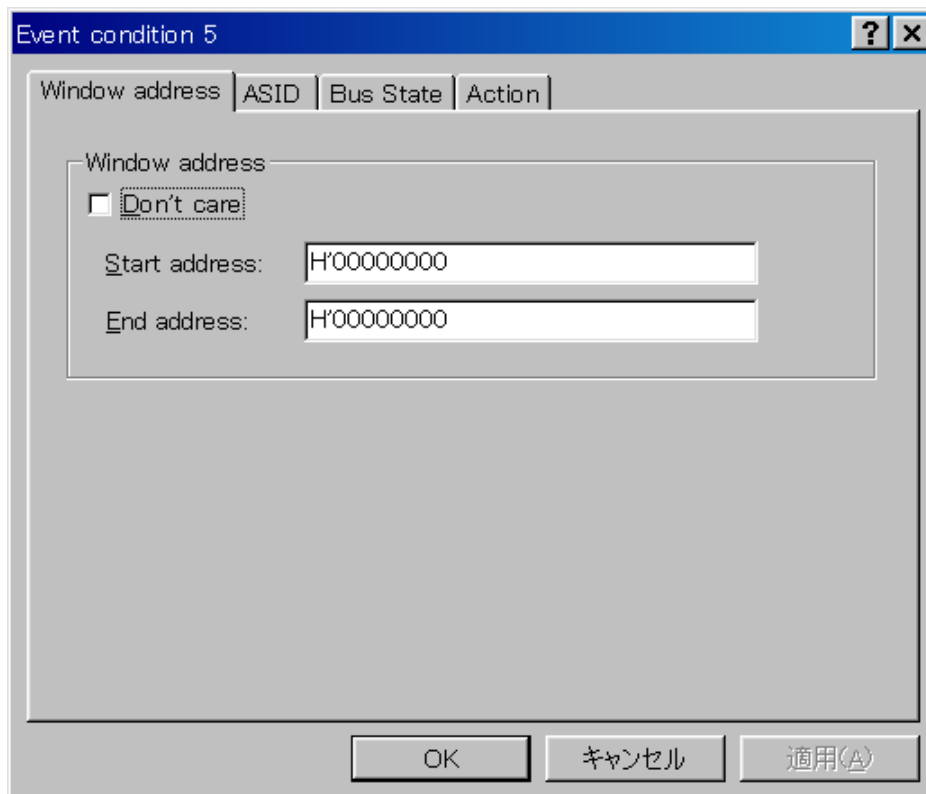 Event condition 5
Window address ASID Bus State Action
Window address
Don't care
Start address: H'00000000
End address: H'00000000
OK キャンセル 適用(A)